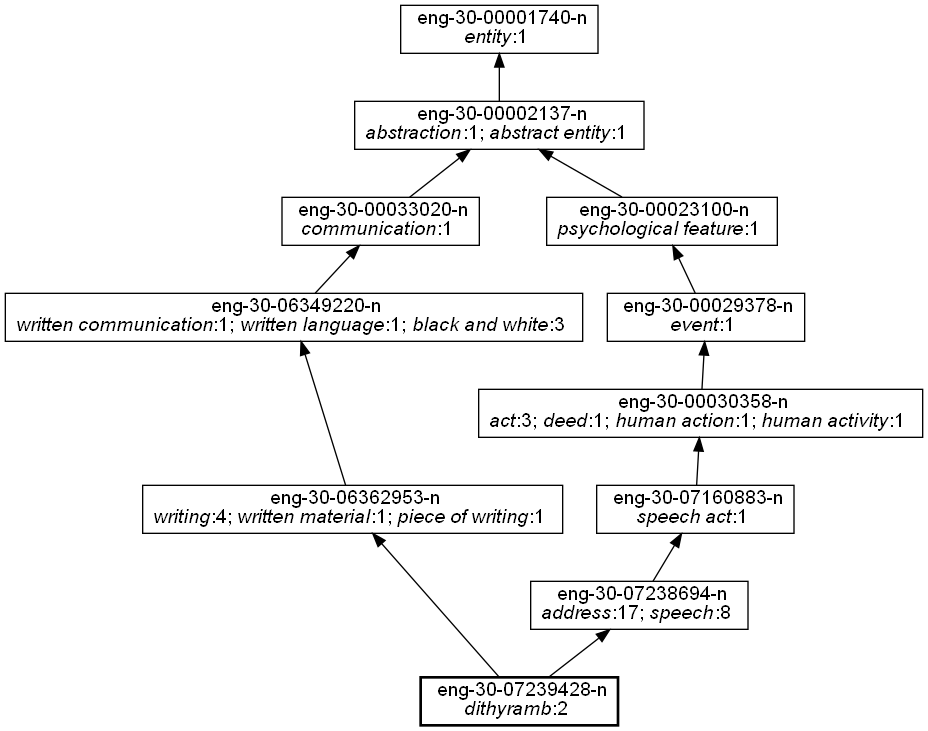 eng-30-00001740-n
entity:1
eng-30-00002137-n
abstraction:1; abstract entity:1
eng-30-00033020-n
communication:1
eng-30-00023100-n
psychological feature:1
eng-30-06349220-n
written communication:1; written language:1; black and white:3
eng-30-00029378-n
event:1
eng-30-00030358-n
act:3; deed:1; human action:1; human activity:1
eng-30-06362953-n
writing:4; written material:1; piece of writing:1
eng-30-07160883-n
speech act:1
eng-30-07238694-n
address:17; speech:8
eng-30-07239428-n
dithyramb:2